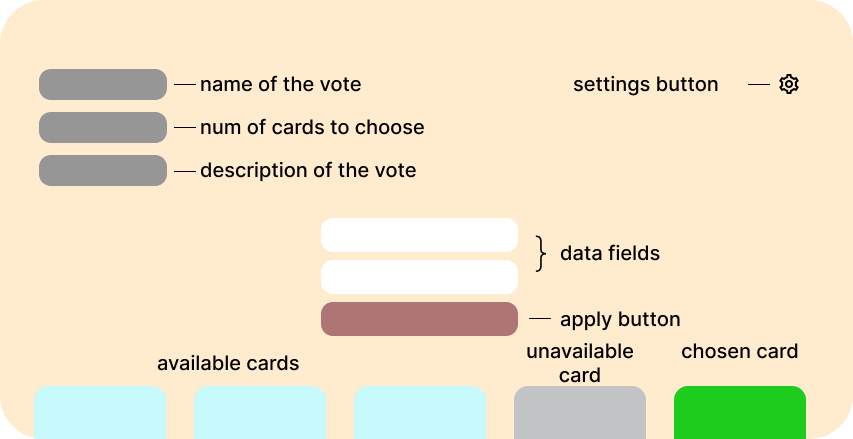 name of the vote
settings button
num of cards to choose
description of the vote
data fields
apply button
available cards
unavailable
card
chosen card